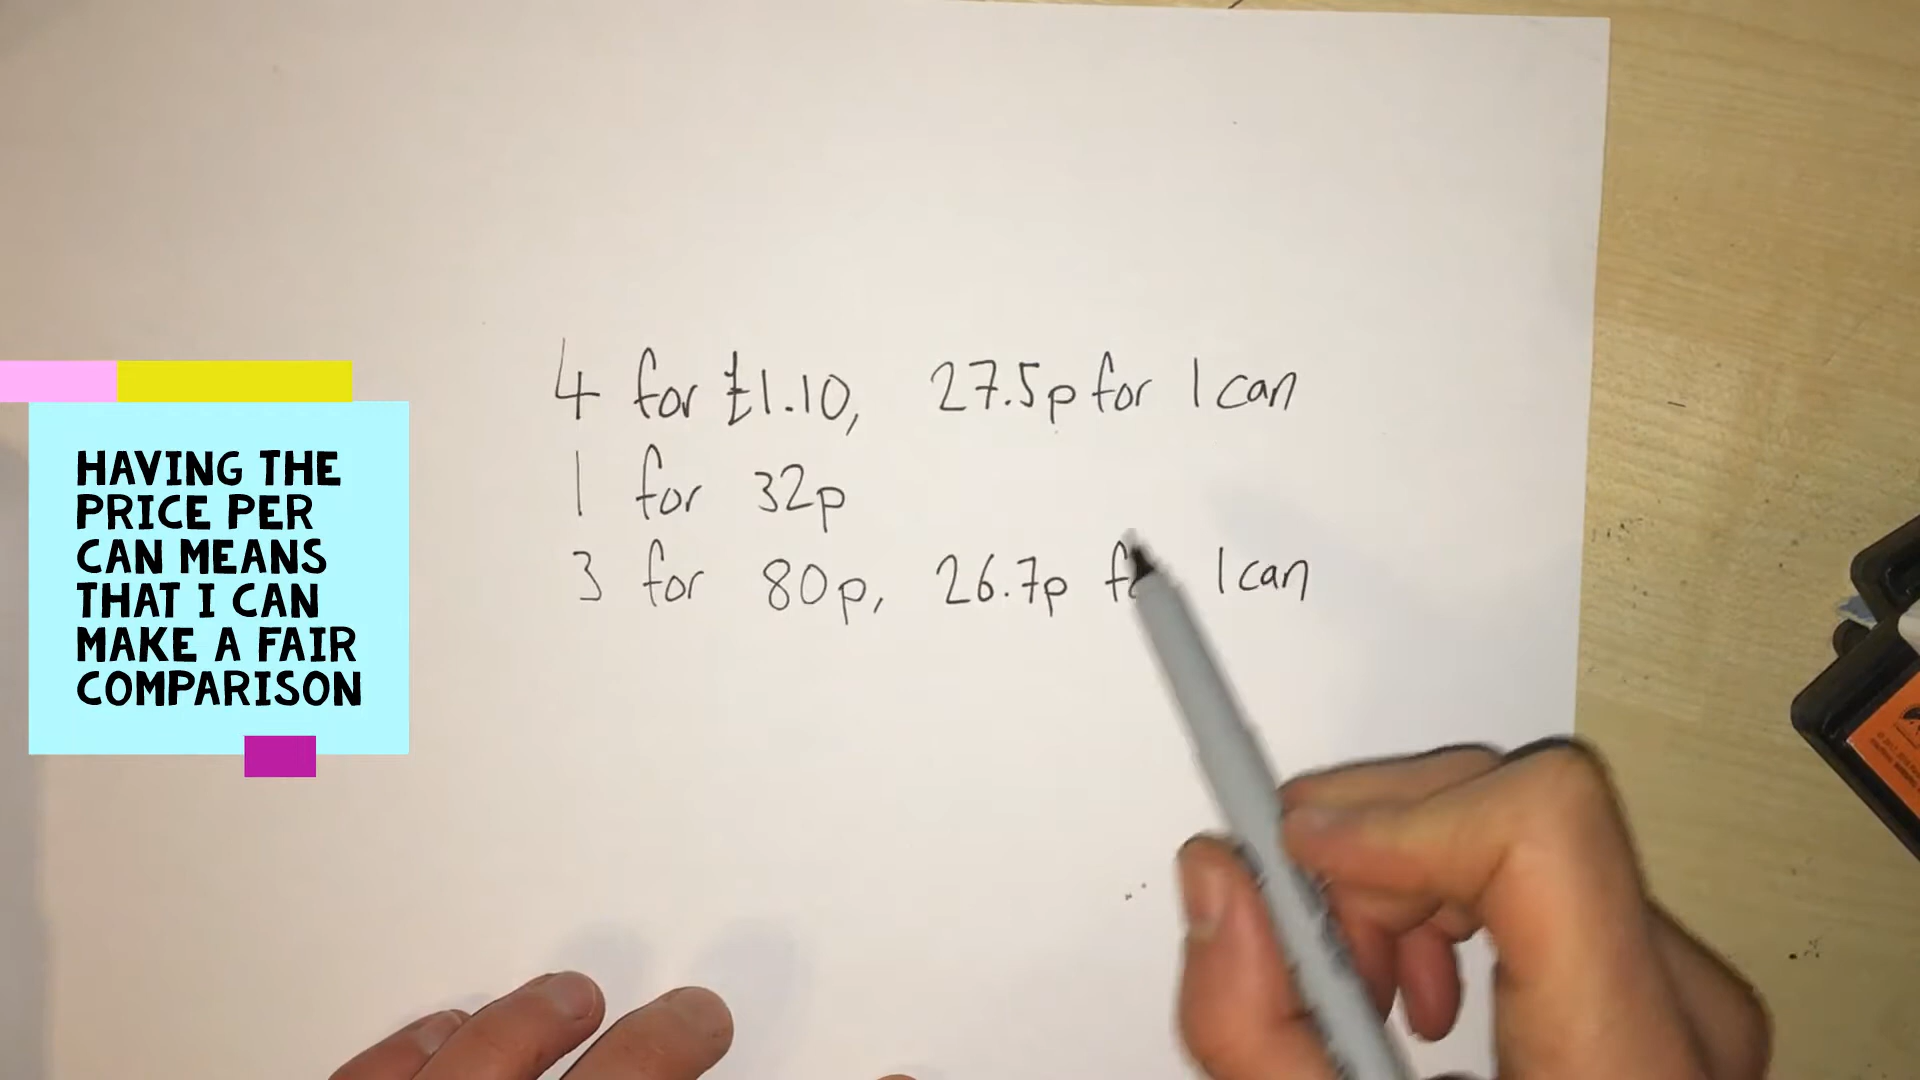 4 for £1.10, 27.5p for 1 can
1 for 32p
3 for 80p, 26.7p for 1 can
HAVING THE
PRICE PER
CAN MEANS
THAT I CAN
MAKE A FAIR
COMPARISON